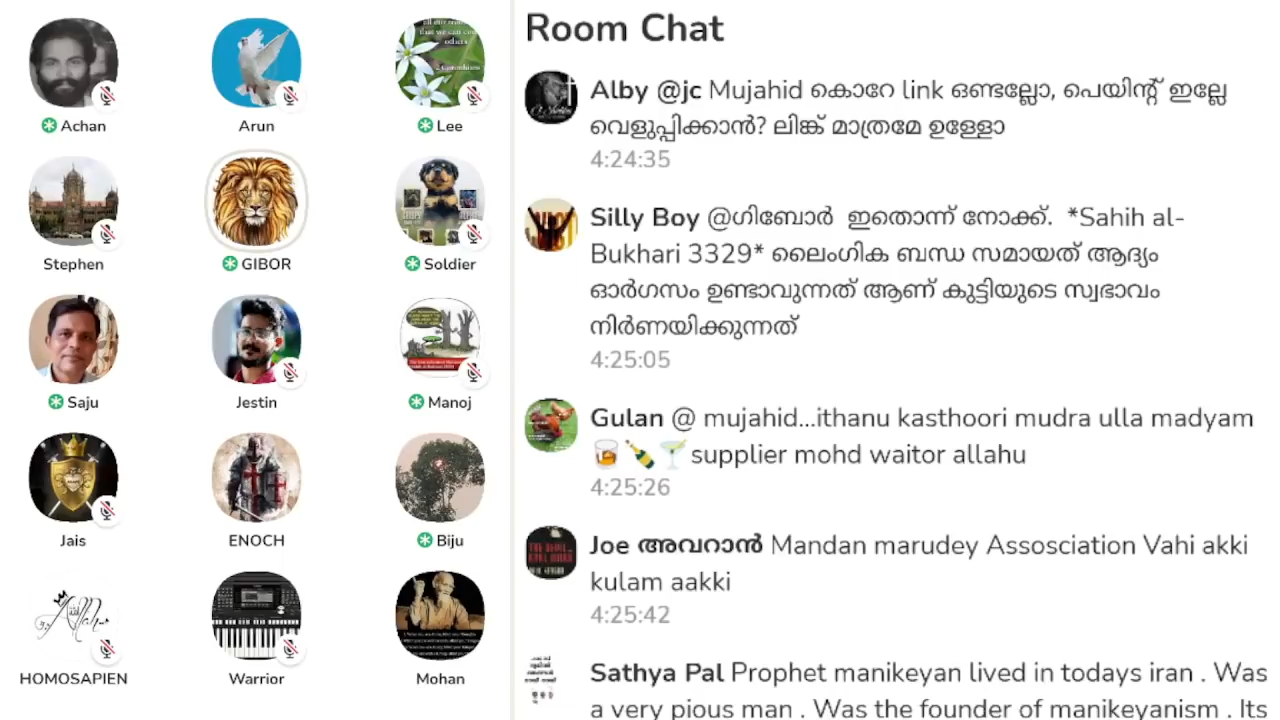 Achan
Arun
Lee
Stephen
GIBOR
Soldier
Saju
Jestin
Manoj
Jais
ENOCH
Biju
HOMOSAPIEN
Warrior
Mohan
Room Chat
Alby @jc Mujahid കൊറേ link ഒണ്ടല്ലോ, പെയിന്റ് ഇല്ലേ
വെളുപ്പിക്കാൻ? ലിങ്ക് മാത്രമേ ഉള്ളോ
4:24:35
Silly Boy @ഗിബോർ ഇതൊന്ന് നോക്ക്. *Sahih al-
Bukhari 3329* ലൈംഗിക ബന്ധ സമായത് ആദ്യം
ഓർഗസം ഉണ്ടാവുന്നത് ആണ് കുട്ടിയുടെ സ്വഭാവം
നിർണയിക്കുന്നത്
4:25:05
Gulan @ mujahid...ithanu kasthoori mudra ulla madyam
🥃🍾🍸supplier mohd waitor allahu
4:25:26
Joe അവറാൻ Mandan marudey Assosciation Vahi akki
kulam aakki
4:25:42
Sathya Pal Prophet manikeyan lived in todays iran . Was
a very pious man . Was the founder of manikeyanism . Its